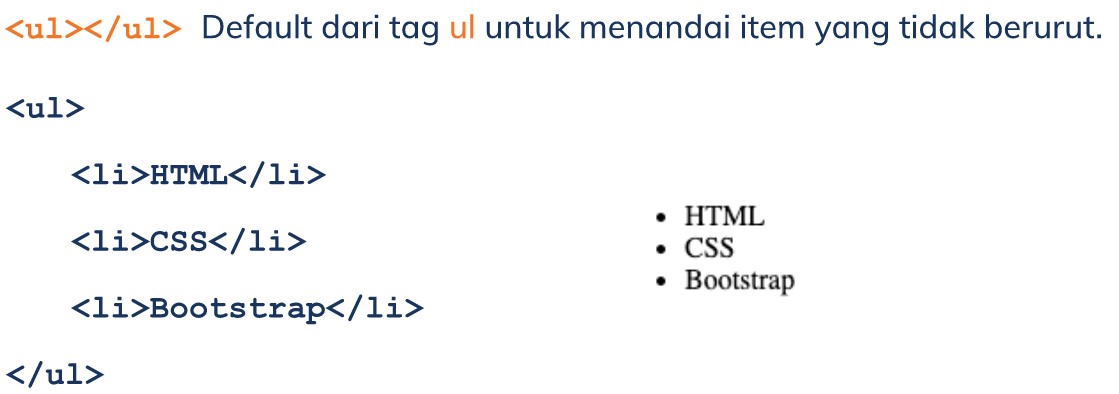 <ul></ul> Default dari tag ul untuk menandai item yang tidak berurut.
<ul>
<li>HTML</li>
<li>CSS</li>
<li>Bootstrap</li>
</ul>
• HTML
• CSS
• Bootstrap